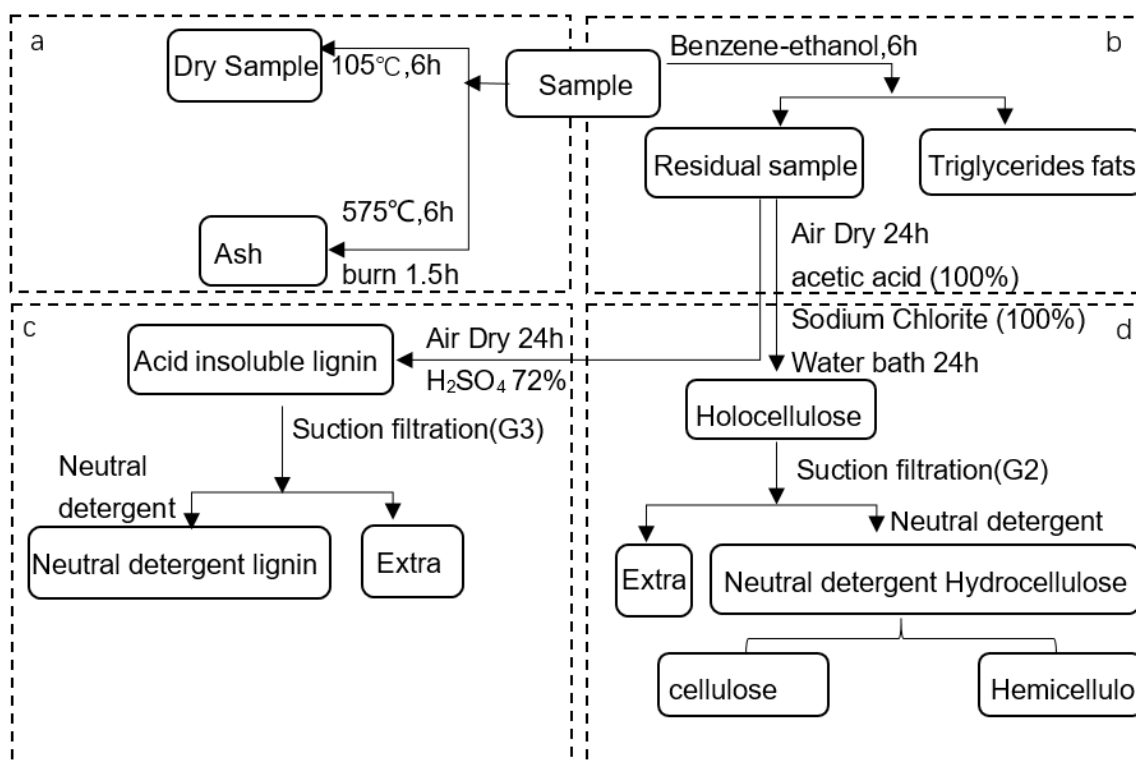 a
Dry Sample
105℃,6h
Sample
575℃,6h
Ash
burn 1.5h
b
Benzene-ethanol,6h
Residual sample
Triglycerides fats
Air Dry 24h
acetic acid (100%)
Sodium Chlorite (100%)
Water bath 24h
c
Acid insoluble lignin
Air Dry 24h
H₂SO₄ 72%
Suction filtration(G3)
Neutral
detergent
Neutral detergent lignin
Extra
d
Holocellulose
Suction filtration(G2)
Neutral detergent
Extra
Neutral detergent Hydrocellulose
cellulose
Hemicellulo